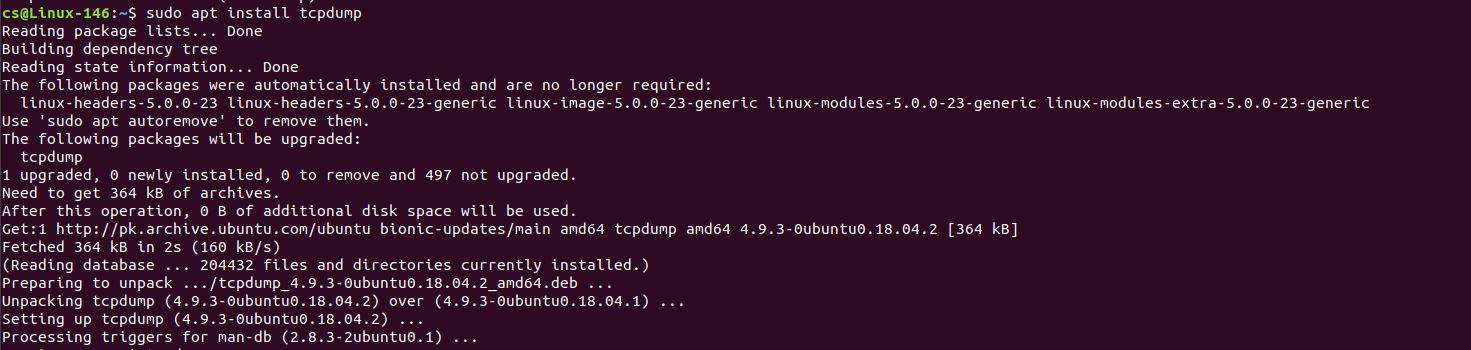 cs@Linux-146:~$ sudo apt install tcpdump
Reading package lists... Done
Building dependency tree
Reading state information... Done
The following packages were automatically installed and are no longer required:
  linux-headers-5.0.0-23 linux-headers-5.0.0-23-generic linux-image-5.0.0-23-generic linux-modules-5.0.0-23-generic linux-modules-extra-5.0.0-23-generic
Use 'sudo apt autoremove' to remove them.
The following packages will be upgraded:
  tcpdump
1 upgraded, 0 newly installed, 0 to remove and 497 not upgraded.
Need to get 364 kB of archives.
After this operation, 0 B of additional disk space will be used.
Get:1 http://pk.archive.ubuntu.com/ubuntu bionic-updates/main amd64 tcpdump amd64 4.9.3-0ubuntu0.18.04.2 [364 kB]
Fetched 364 kB in 2s (160 kB/s)
(Reading database ... 204432 files and directories currently installed.)
Preparing to unpack .../tcpdump_4.9.3-0ubuntu0.18.04.2_amd64.deb ...
Unpacking tcpdump (4.9.3-0ubuntu0.18.04.2) over (4.9.3-0ubuntu0.18.04.1) ...
Setting up tcpdump (4.9.3-0ubuntu0.18.04.2) ...
Processing triggers for man-db (2.8.3-2ubuntu0.1) ...